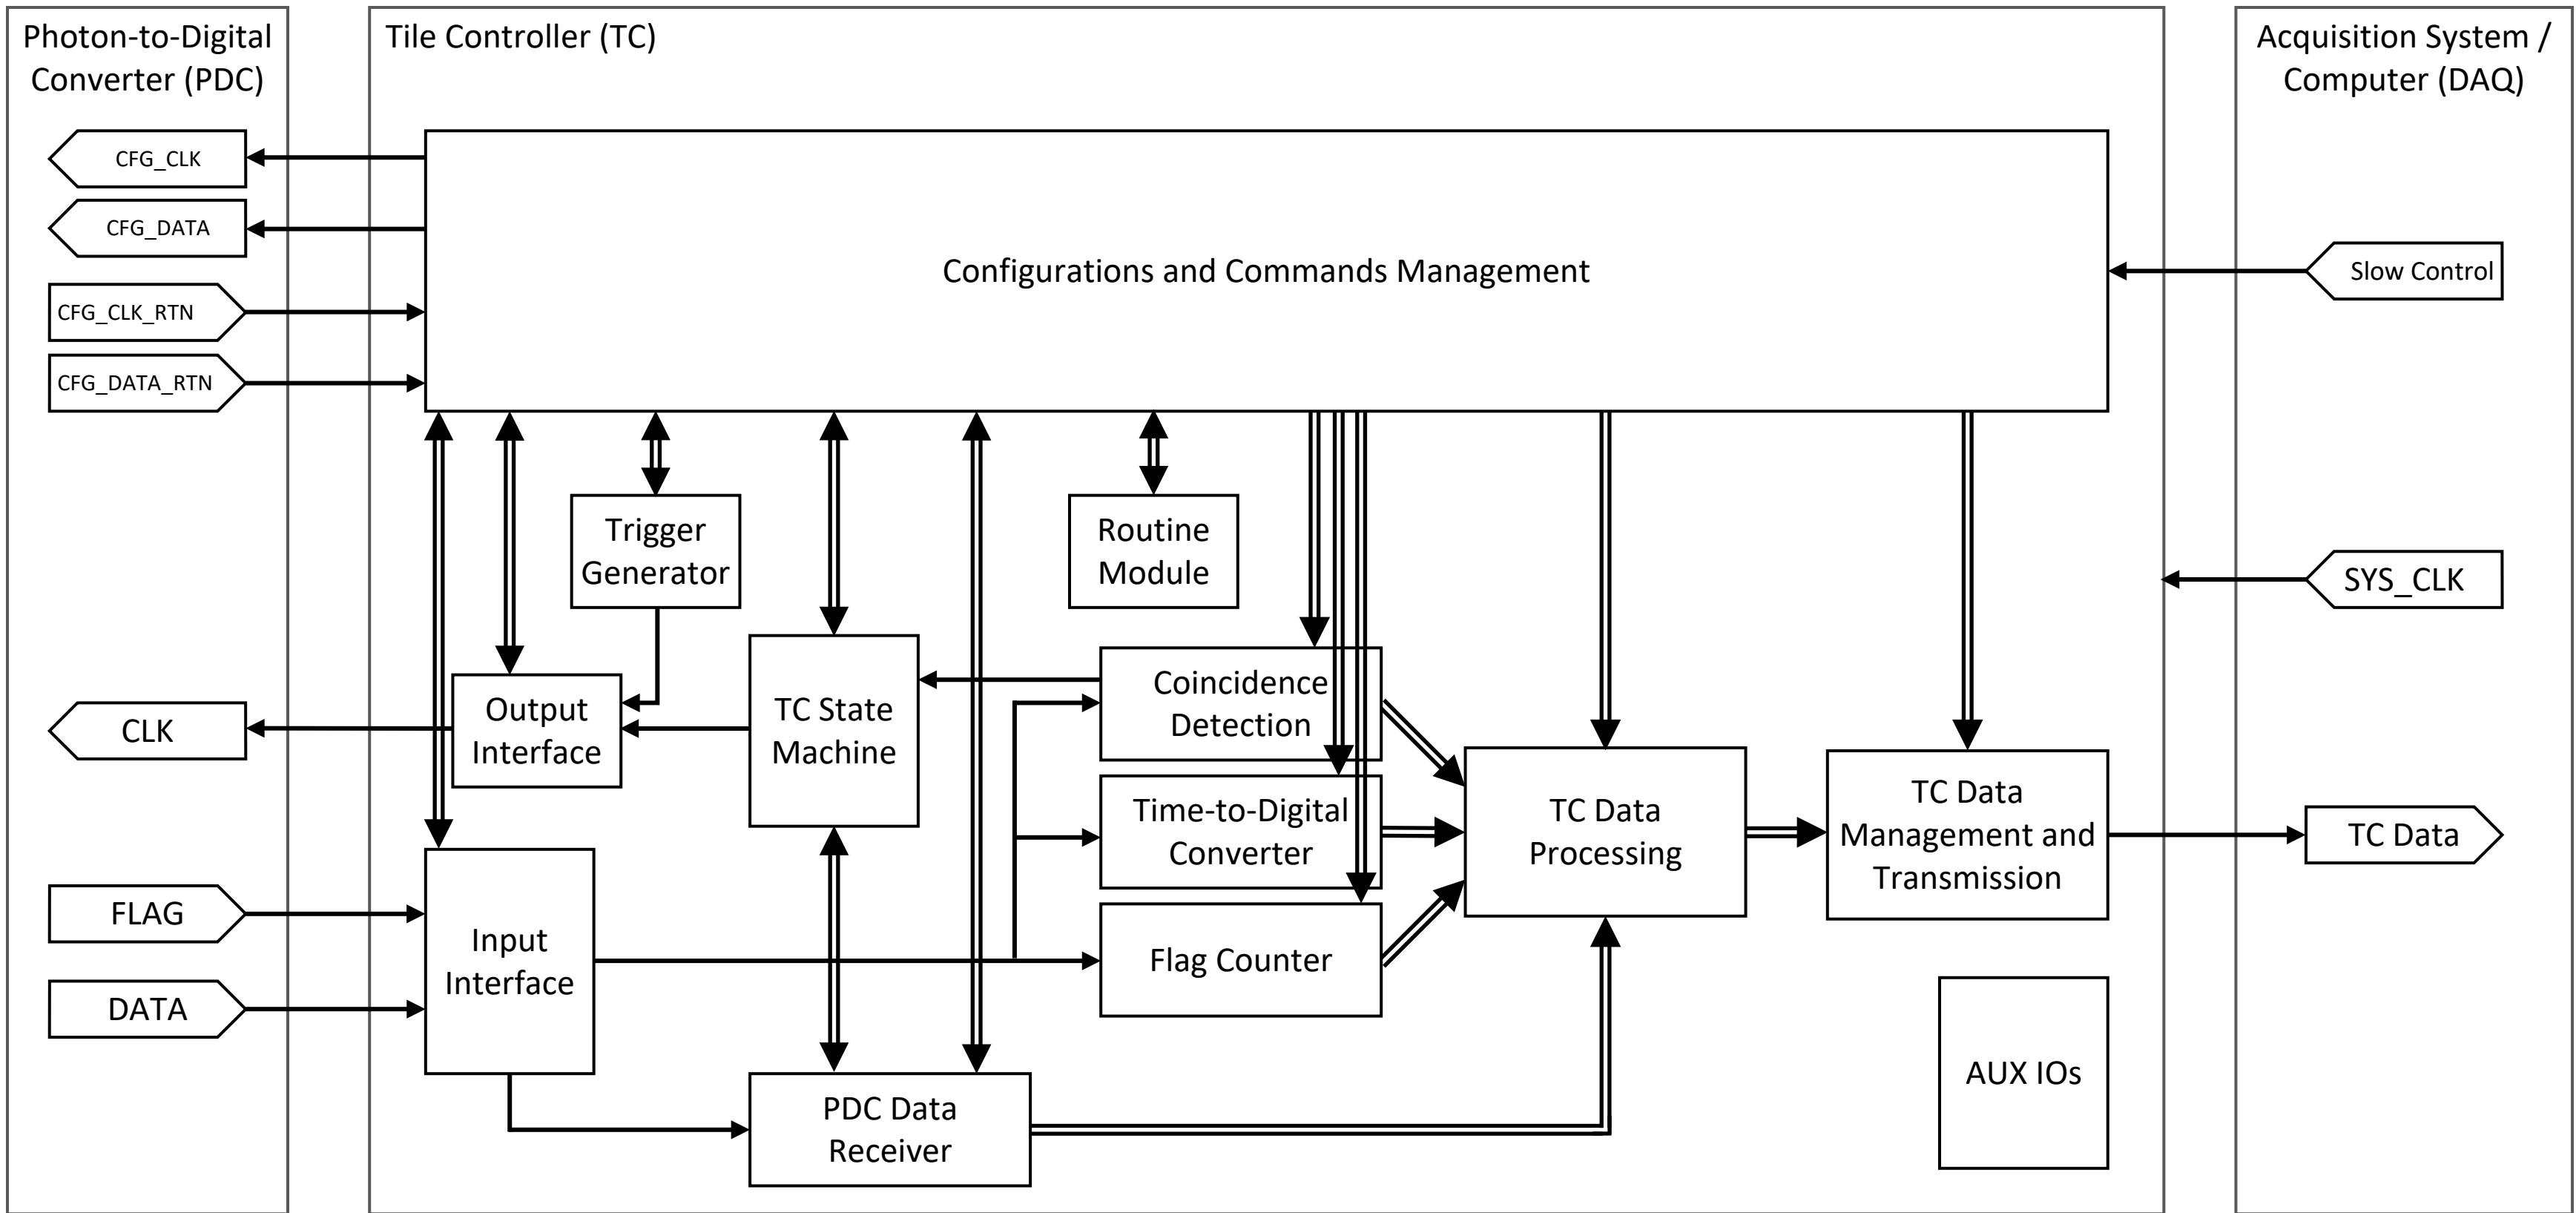 Photon-to-Digital
Converter (PDC)
Tile Controller (TC)
Acquisition System /
Computer (DAQ)
CFG_CLK
CFG_DATA
CFG_CLK_RTN
CFG_DATA_RTN
Configurations and Commands Management
Slow Control
Trigger
Generator
Routine
Module
SYS_CLK
CLK
Output
Interface
TC State
Machine
Coincidence
Detection
Time-to-Digital
Converter
TC Data
Processing
TC Data
Management and
Transmission
TC Data
FLAG
DATA
Input
Interface
Flag Counter
PDC Data
Receiver
AUX IOs